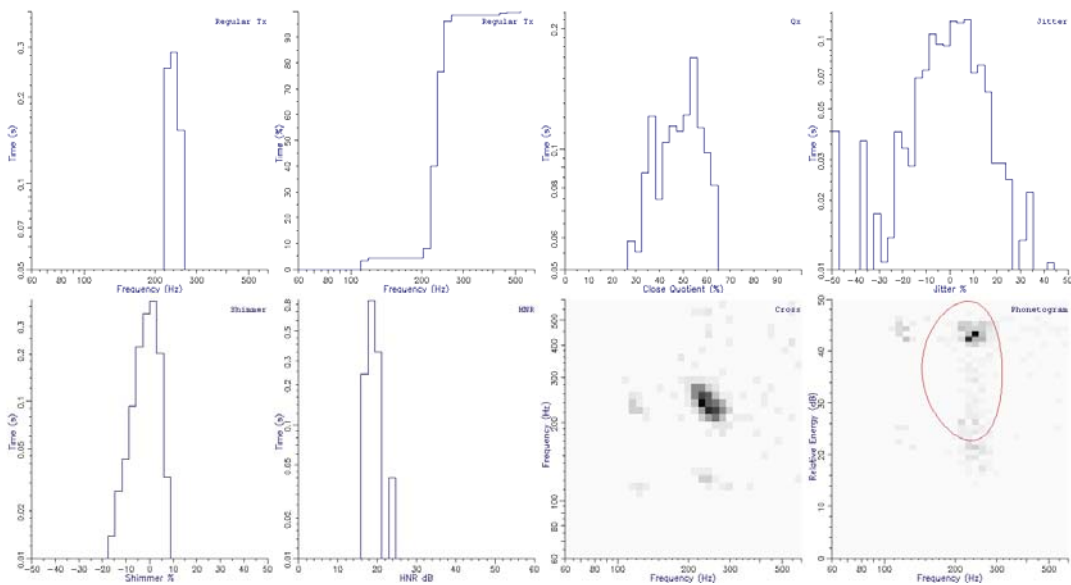 Regular Tx
Time (s)
0.3
0.2
0.1
0.07
0.05
60 80 100 200 300 500
Frequency (Hz)
Regular Tx
Time (%)
90
80
70
60
50
40
30
20
10
0
60 80 100 200 300 500
Frequency (Hz)
Qx
Time (s)
0.2
0.1
0.08
0.06
0.05
0 10 20 30 40 50 60 70 80 90
Close Quotient (%)
Jitter
Time (s)
0.1
0.07
0.05
0.03
0.02
0.01
-50 -40 -30 -20 -10 0 10 20 30 40 50
Jitter %
Shimmer
Time (s)
0.3
0.2
0.1
0.05
0.02
0.01
-50 -40 -30 -20 -10 0 10 20 30 40 50
Shimmer %
HNR
Time (s)
0.8
0.5
0.3
0.2
0.1
0.05
0.02
0.01
0 20 40 60
HNR dB
Cross
Frequency (Hz)
500
300
200
100
80
60
60 80 100 200 300 500
Frequency (Hz)
Phonetogram
Relative Energy (dB)
50
40
30
20
10
0
60 80 100 200 300 500
Frequency (Hz)